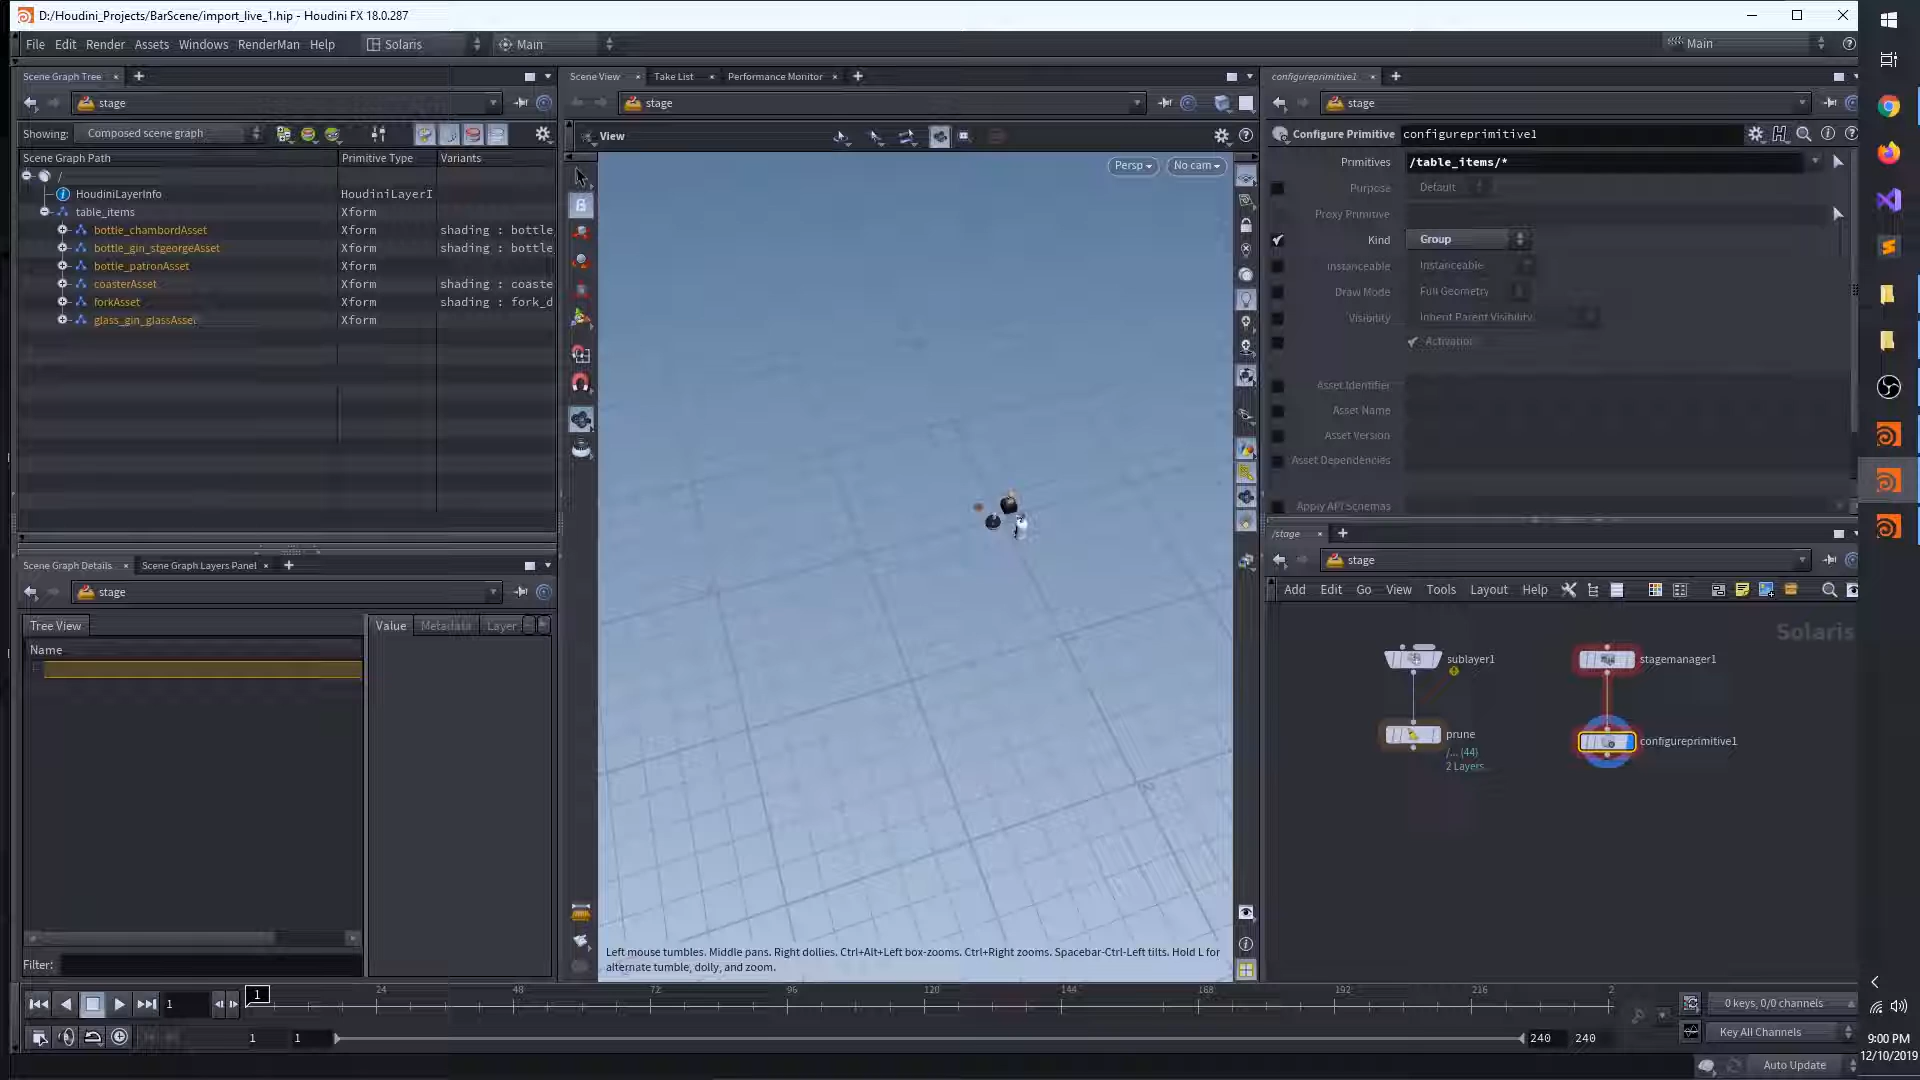 D:/Houdini_Projects/BarScene/import_live_1.hip - Houdini FX 18.0.287
File Edit Render Assets Windows RenderMan Help Solaris Main Main
Scene Graph Tree
stage
Showing: Composed scene graph
Scene Graph Path Primitive Type Variants
/
HoudiniLayerInfo HoudiniLayerI
table_items Xform
bottle_chambordAsset Xform shading : bottle
bottle_gin_stgeorgeAsset Xform shading : bottle
bottle_patronAsset Xform
coasterAsset Xform shading : coaste
forkAsset Xform shading : fork_d
glass_gin_glassAsset Xform
Scene Graph Details Scene Graph Layers Panel
stage
Tree View
Name
Value Metadata Layer
Filter:
Scene View Take List Performance Monitor
stage
View
Persp No cam
Left mouse tumbles. Middle pans. Right dollies. Ctrl+Alt+Left box-zooms. Ctrl+Right zooms. Spacebar-Ctrl-Left tilts. Hold L for
alternate tumble, dolly, and zoom.
configureprimitive1
stage
Configure Primitive configureprimitive1
Primitives /table_items/*
Purpose Default
Proxy Primitive
Kind Group
Instanceable Instanceable
Draw Mode Full Geometry
Visibility Inherit Parent Visibility
Activation
Asset Identifier
Asset Name
Asset Version
Asset Dependencies
Apply API Schemas
/stage
stage
Add Edit Go View Tools Layout Help
Solaris
sublayer1
stagemanager1
prune
/... (44)
2 Layers
configureprimitive1
1 1 24 48 72 96 120 144 168 192 216 2
0 keys, 0/0 channels
1 1 240 240
Key All Channels
Auto Update
9:00 PM
12/10/2019